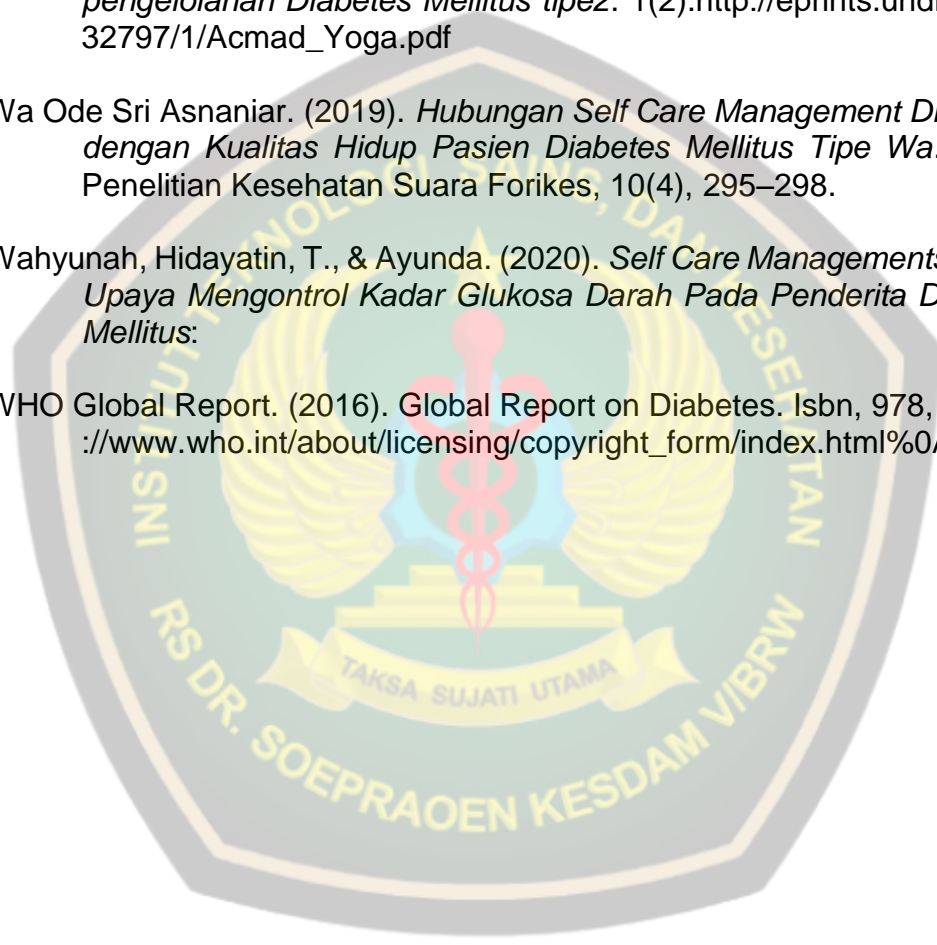 pengelolahan Diabetes Mellitus tipe2. 1(2).http://eprints.undi
32797/1/Acmad_Yoga.pdf
Wa Ode Sri Asnaniar. (2019). Hubungan Self Care Management Di
dengan Kualitas Hidup Pasien Diabetes Mellitus Tipe Wa.
Penelitian Kesehatan Suara Forikes, 10(4), 295–298.
Wahyunah, Hidayatin, T., & Ayunda. (2020). Self Care Managements
Upaya Mengontrol Kadar Glukosa Darah Pada Penderita D
Mellitus:
WHO Global Report. (2016). Global Report on Diabetes. Isbn, 978,
://www.who.int/about/licensing/copyright_form/index.html%0A
INSTITUT TEKNOLOGI, SAINS, DAN KESEHATAN
TAKSA SUJATI UTAMA
RS DR. SOEPRAOEN KESDAM V/BRW